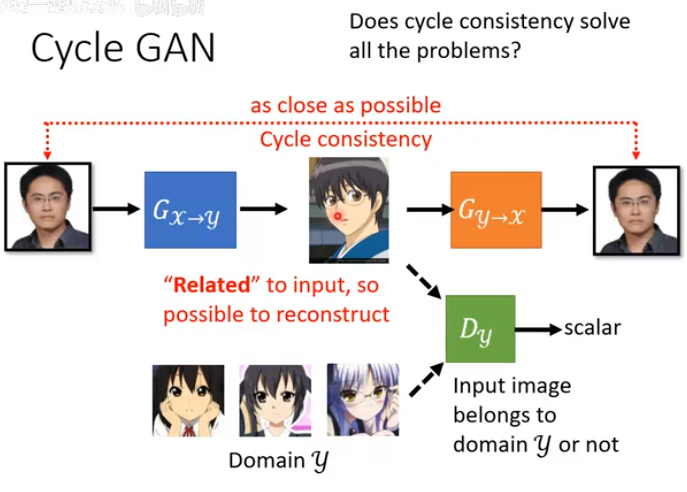 Cycle GAN
Does cycle consistency solve
all the problems?
as close as possible
Cycle consistency
G𝒳→𝒴
G𝒴→𝒳
“Related” to input, so
possible to reconstruct
D𝒴
scalar
Input image
belongs to
domain 𝒴 or not
Domain 𝒴